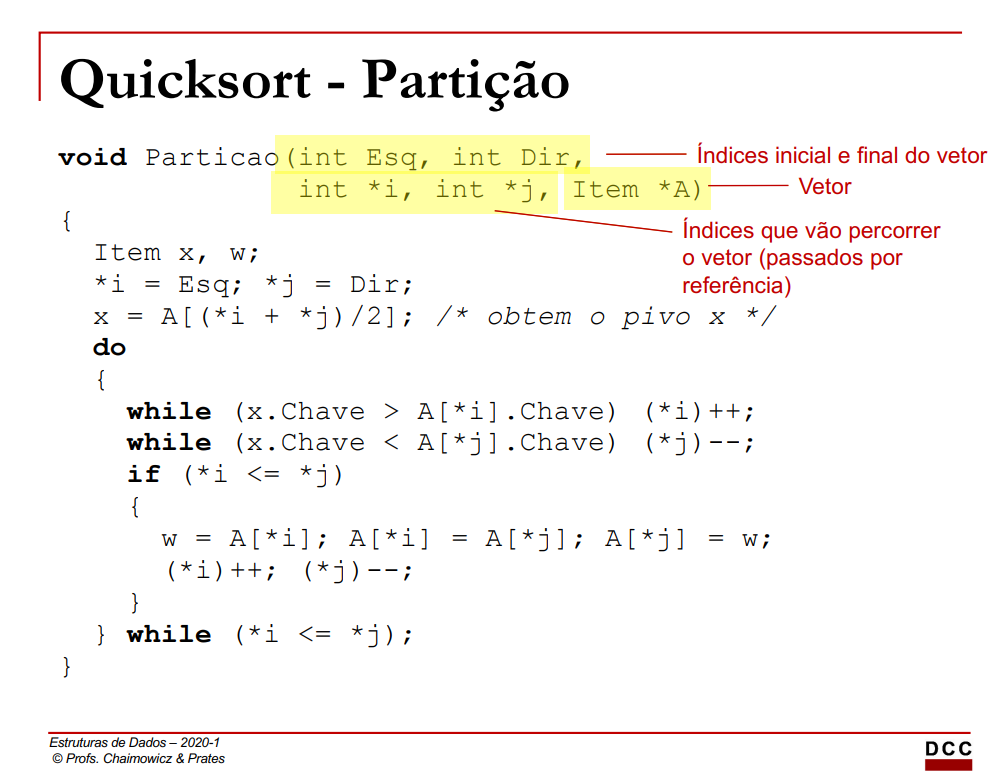 Quicksort - Partição
void Particao(int Esq, int Dir,
Índices inicial e final do vetor
int *i, int *j, Item *A)
Vetor
{
Índices que vão percorrer
o vetor (passados por
referência)
Item x, w;
*i = Esq; *j = Dir;
x = A[(*i + *j)/2]; /* obtem o pivo x */
do
{
while (x.Chave > A[*i].Chave) (*i)++;
while (x.Chave < A[*j].Chave) (*j)--;
if (*i <= *j)
{
w = A[*i]; A[*i] = A[*j]; A[*j] = w;
(*i)++; (*j)--;
}
} while (*i <= *j);
}
Estruturas de Dados – 2020-1
© Profs. Chaimowicz & Prates
DCC